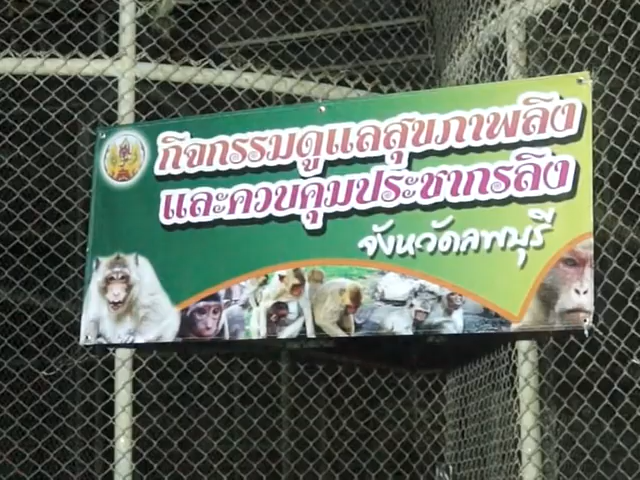 กิจกรรมดูแลสุขภาพลิง
และควบคุมประชากรลิง
จังหวัดลพบุรี